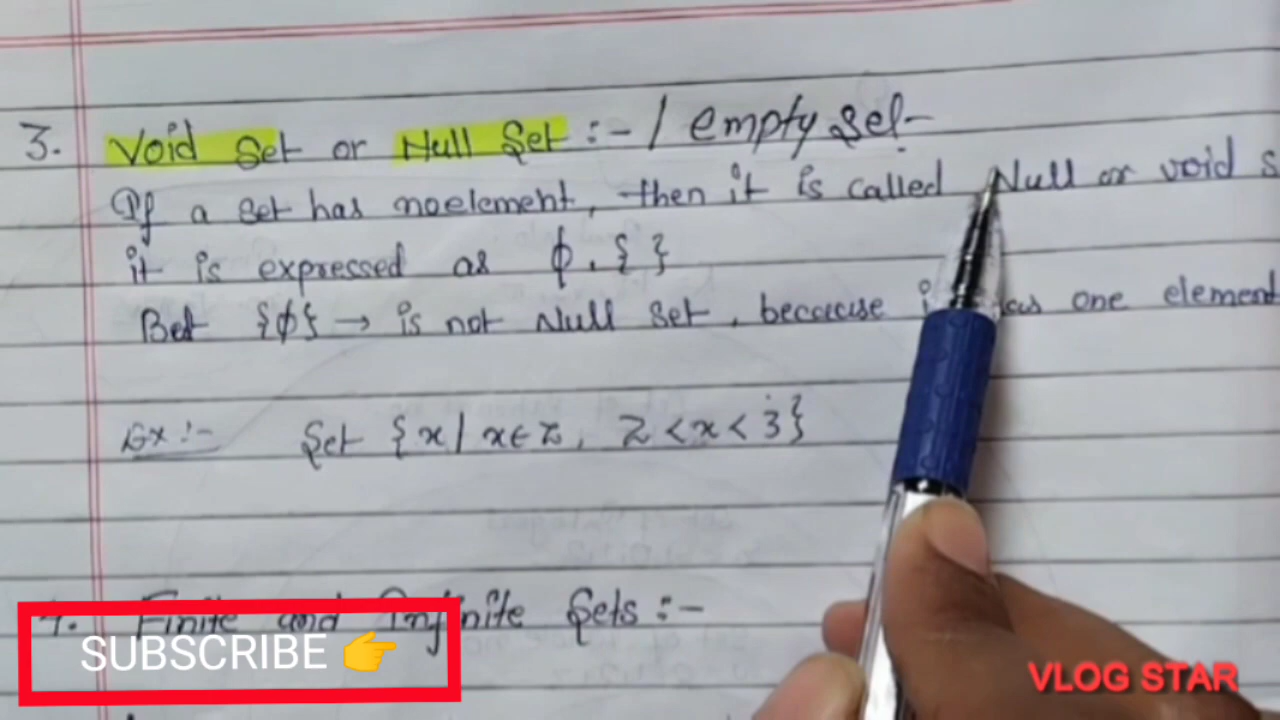 3. Void Set or Null Set :- / empty set-
If a set has noelement, then it is called Null or void s
it is expressed as ϕ, { }
But {ϕ} → is not Null set, because i has one element
Ex :- Set {x / x∈Z, 2 < x < 3}
4. Finite and Infinite Sets :-
SUBSCRIBE 👉
VLOG STAR